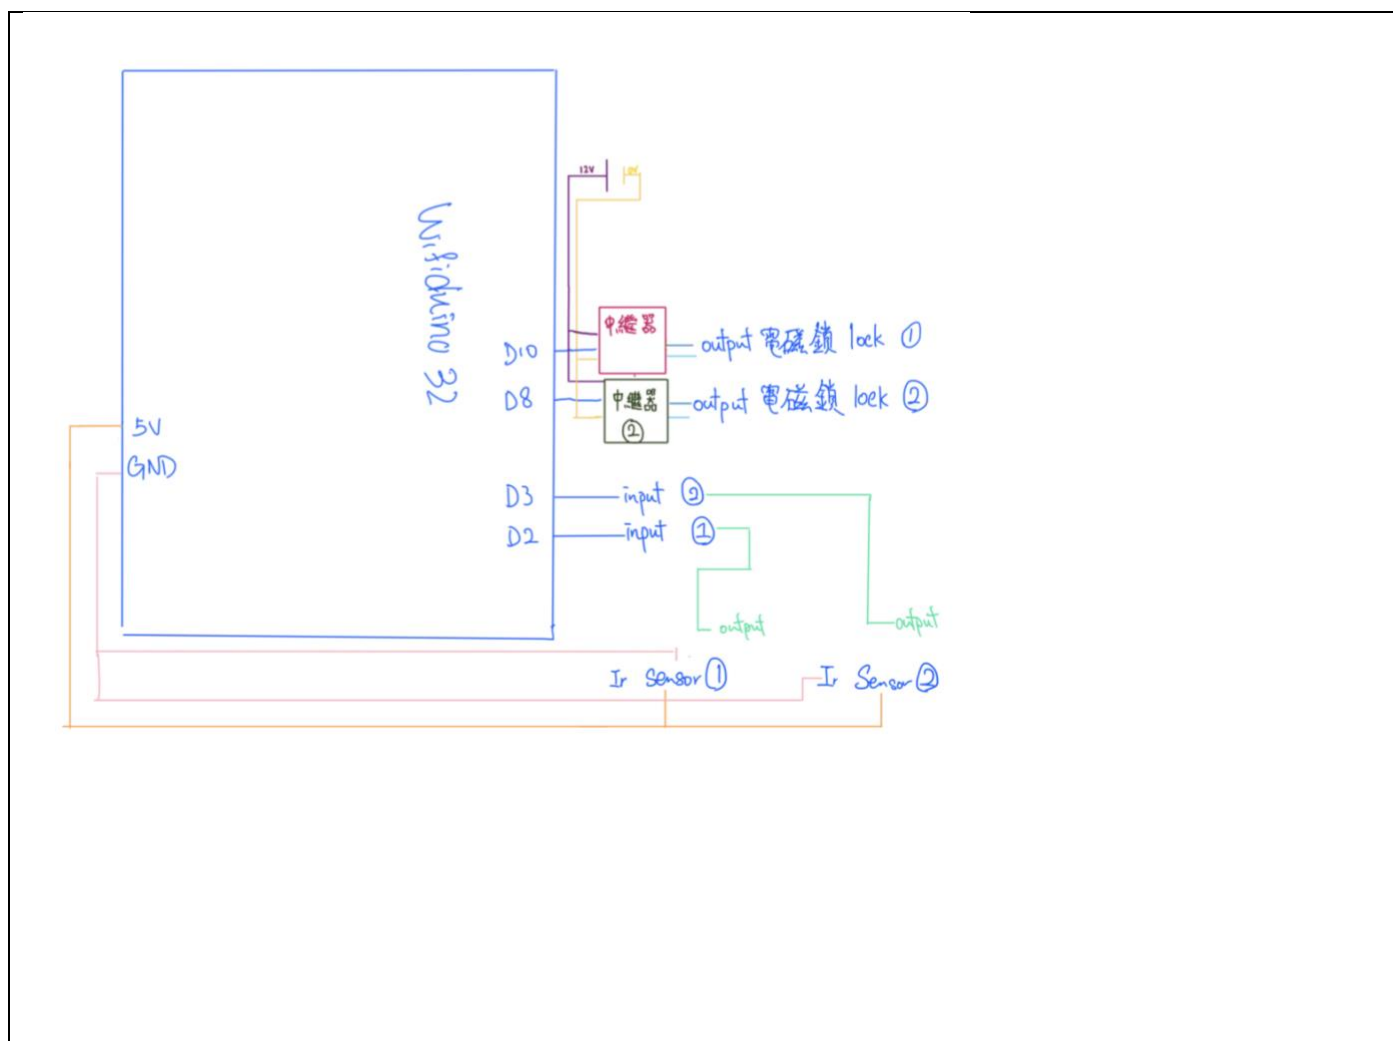 12V
0V
Wifiduino 32
中繼器
D10
output 電磁鎖 lock ①
中繼器
②
D8
output 電磁鎖 lock ②
5V
GND
D3
input ②
D2
input ①
output
output
Ir Sensor ①
Ir Sensor ②